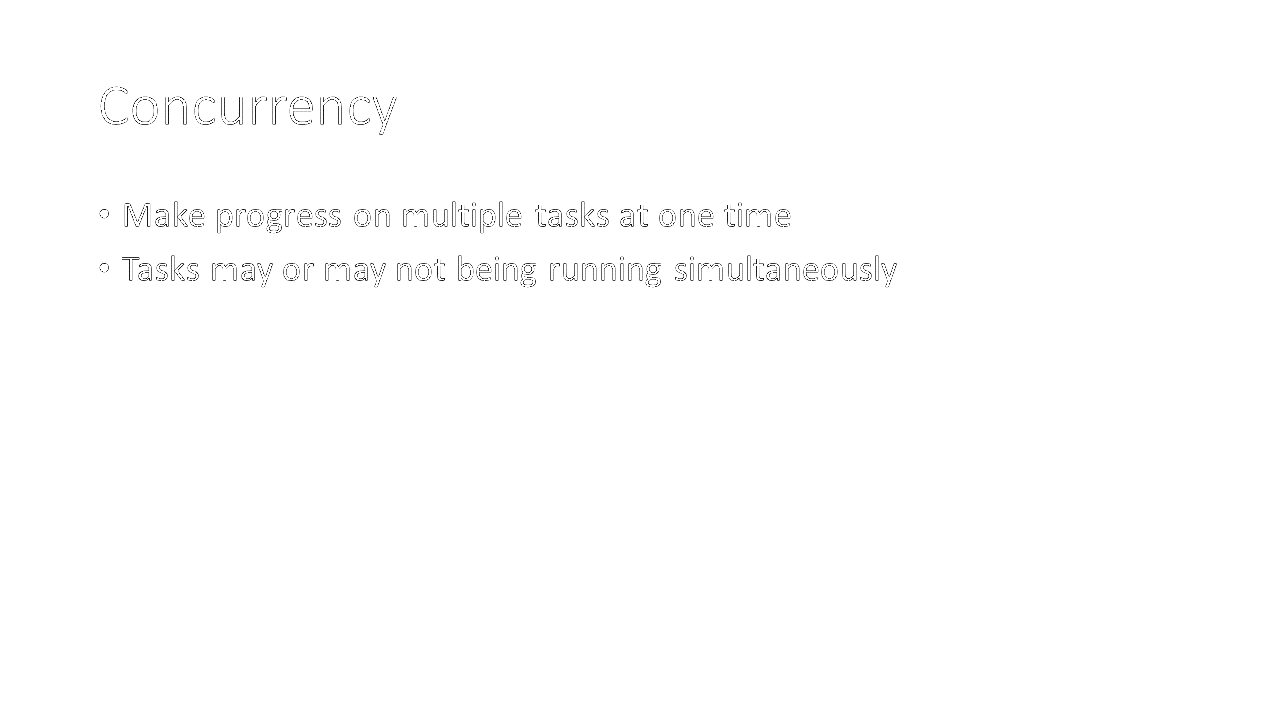 Concurrency
• Make progress on multiple tasks at one time
• Tasks may or may not being running simultaneously